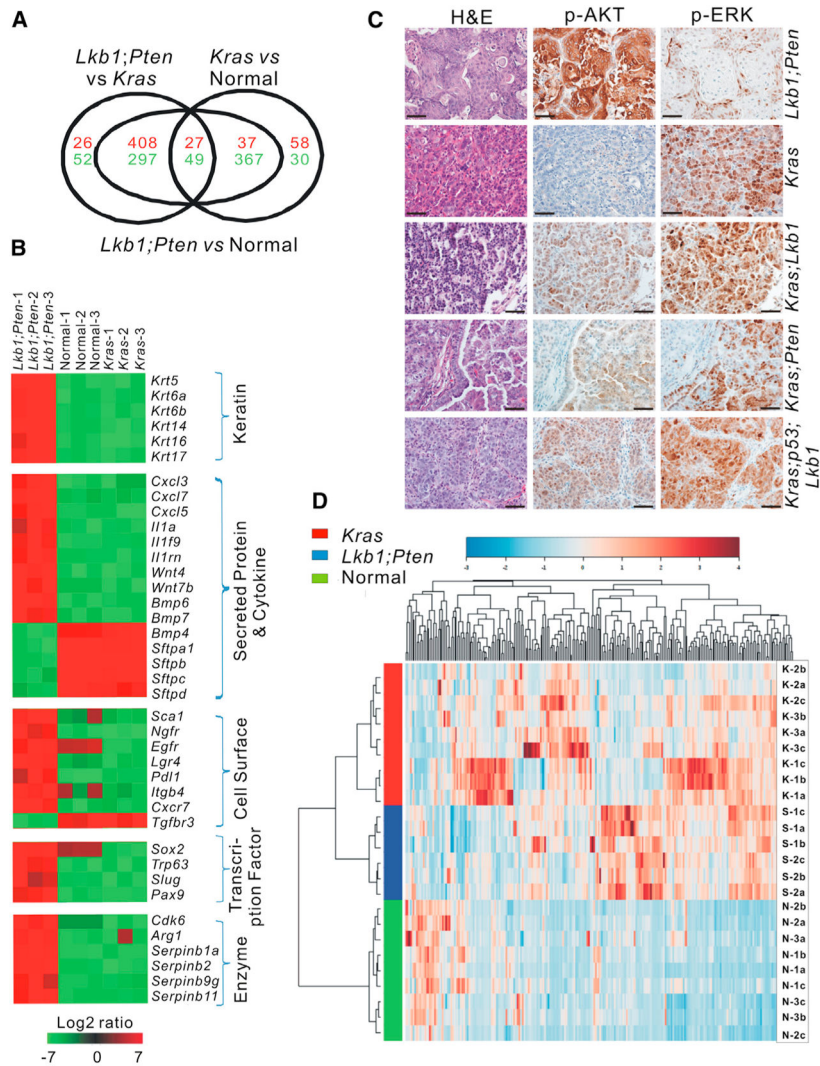 A
Lkb1;Pten
vs Kras
Kras vs
Normal
26 408 27 37 58
52 297 49 367 30
Lkb1;Pten vs Normal
B
Lkb1;Pten-1
Lkb1;Pten-2
Lkb1;Pten-3
Normal-1
Normal-2
Normal-3
Kras-1
Kras-2
Kras-3
Krt5
Krt6a
Krt6b
Krt14
Krt16
Krt17
Keratin
Cxcl3
Cxcl7
Cxcl5
Il1a
Il1f9
Il1rn
Wnt4
Wnt7b
Bmp6
Bmp7
Bmp4
Sftpa1
Sftpb
Sftpc
Sftpd
Secreted Protein
& Cytokine
Sca1
Ngfr
Egfr
Lgr4
Pdl1
Itgb4
Cxcr7
Tgfbr3
Cell Surface
Sox2
Trp63
Slug
Pax9
Transcri-
ption Factor
Cdk6
Arg1
Serpinb1a
Serpinb2
Serpinb9g
Serpinb11
Enzyme
Log2 ratio
-7 0 7
C
H&E p-AKT p-ERK
Lkb1;Pten
Kras
Kras;Lkb1
Kras;Pten
Kras;p53;
Lkb1
D
Kras
Lkb1;Pten
Normal
-3 -2 -1 0 1 2 3 4
K-2b
K-2a
K-2c
K-3b
K-3a
K-3c
K-1c
K-1b
K-1a
S-1c
S-1a
S-1b
S-2c
S-2b
S-2a
N-2b
N-2a
N-3a
N-1b
N-1a
N-1c
N-3c
N-3b
N-2c